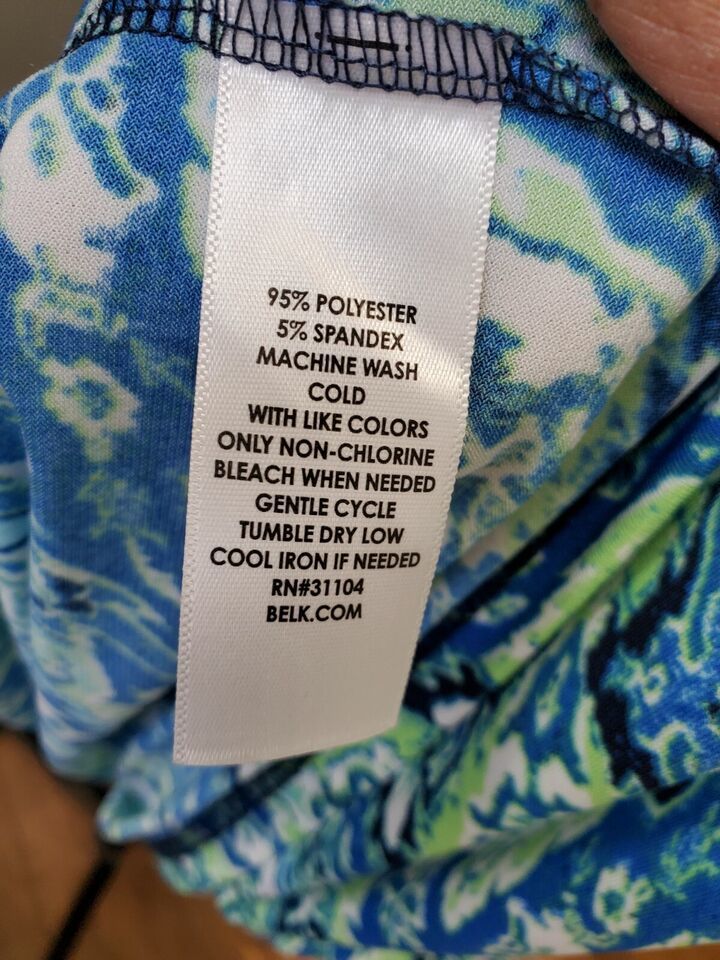 95% POLYESTER
5% SPANDEX
MACHINE WASH
COLD
WITH LIKE COLORS
ONLY NON-CHLORINE
BLEACH WHEN NEEDED
GENTLE CYCLE
TUMBLE DRY LOW
COOL IRON IF NEEDED
RN#31104
BELK.COM